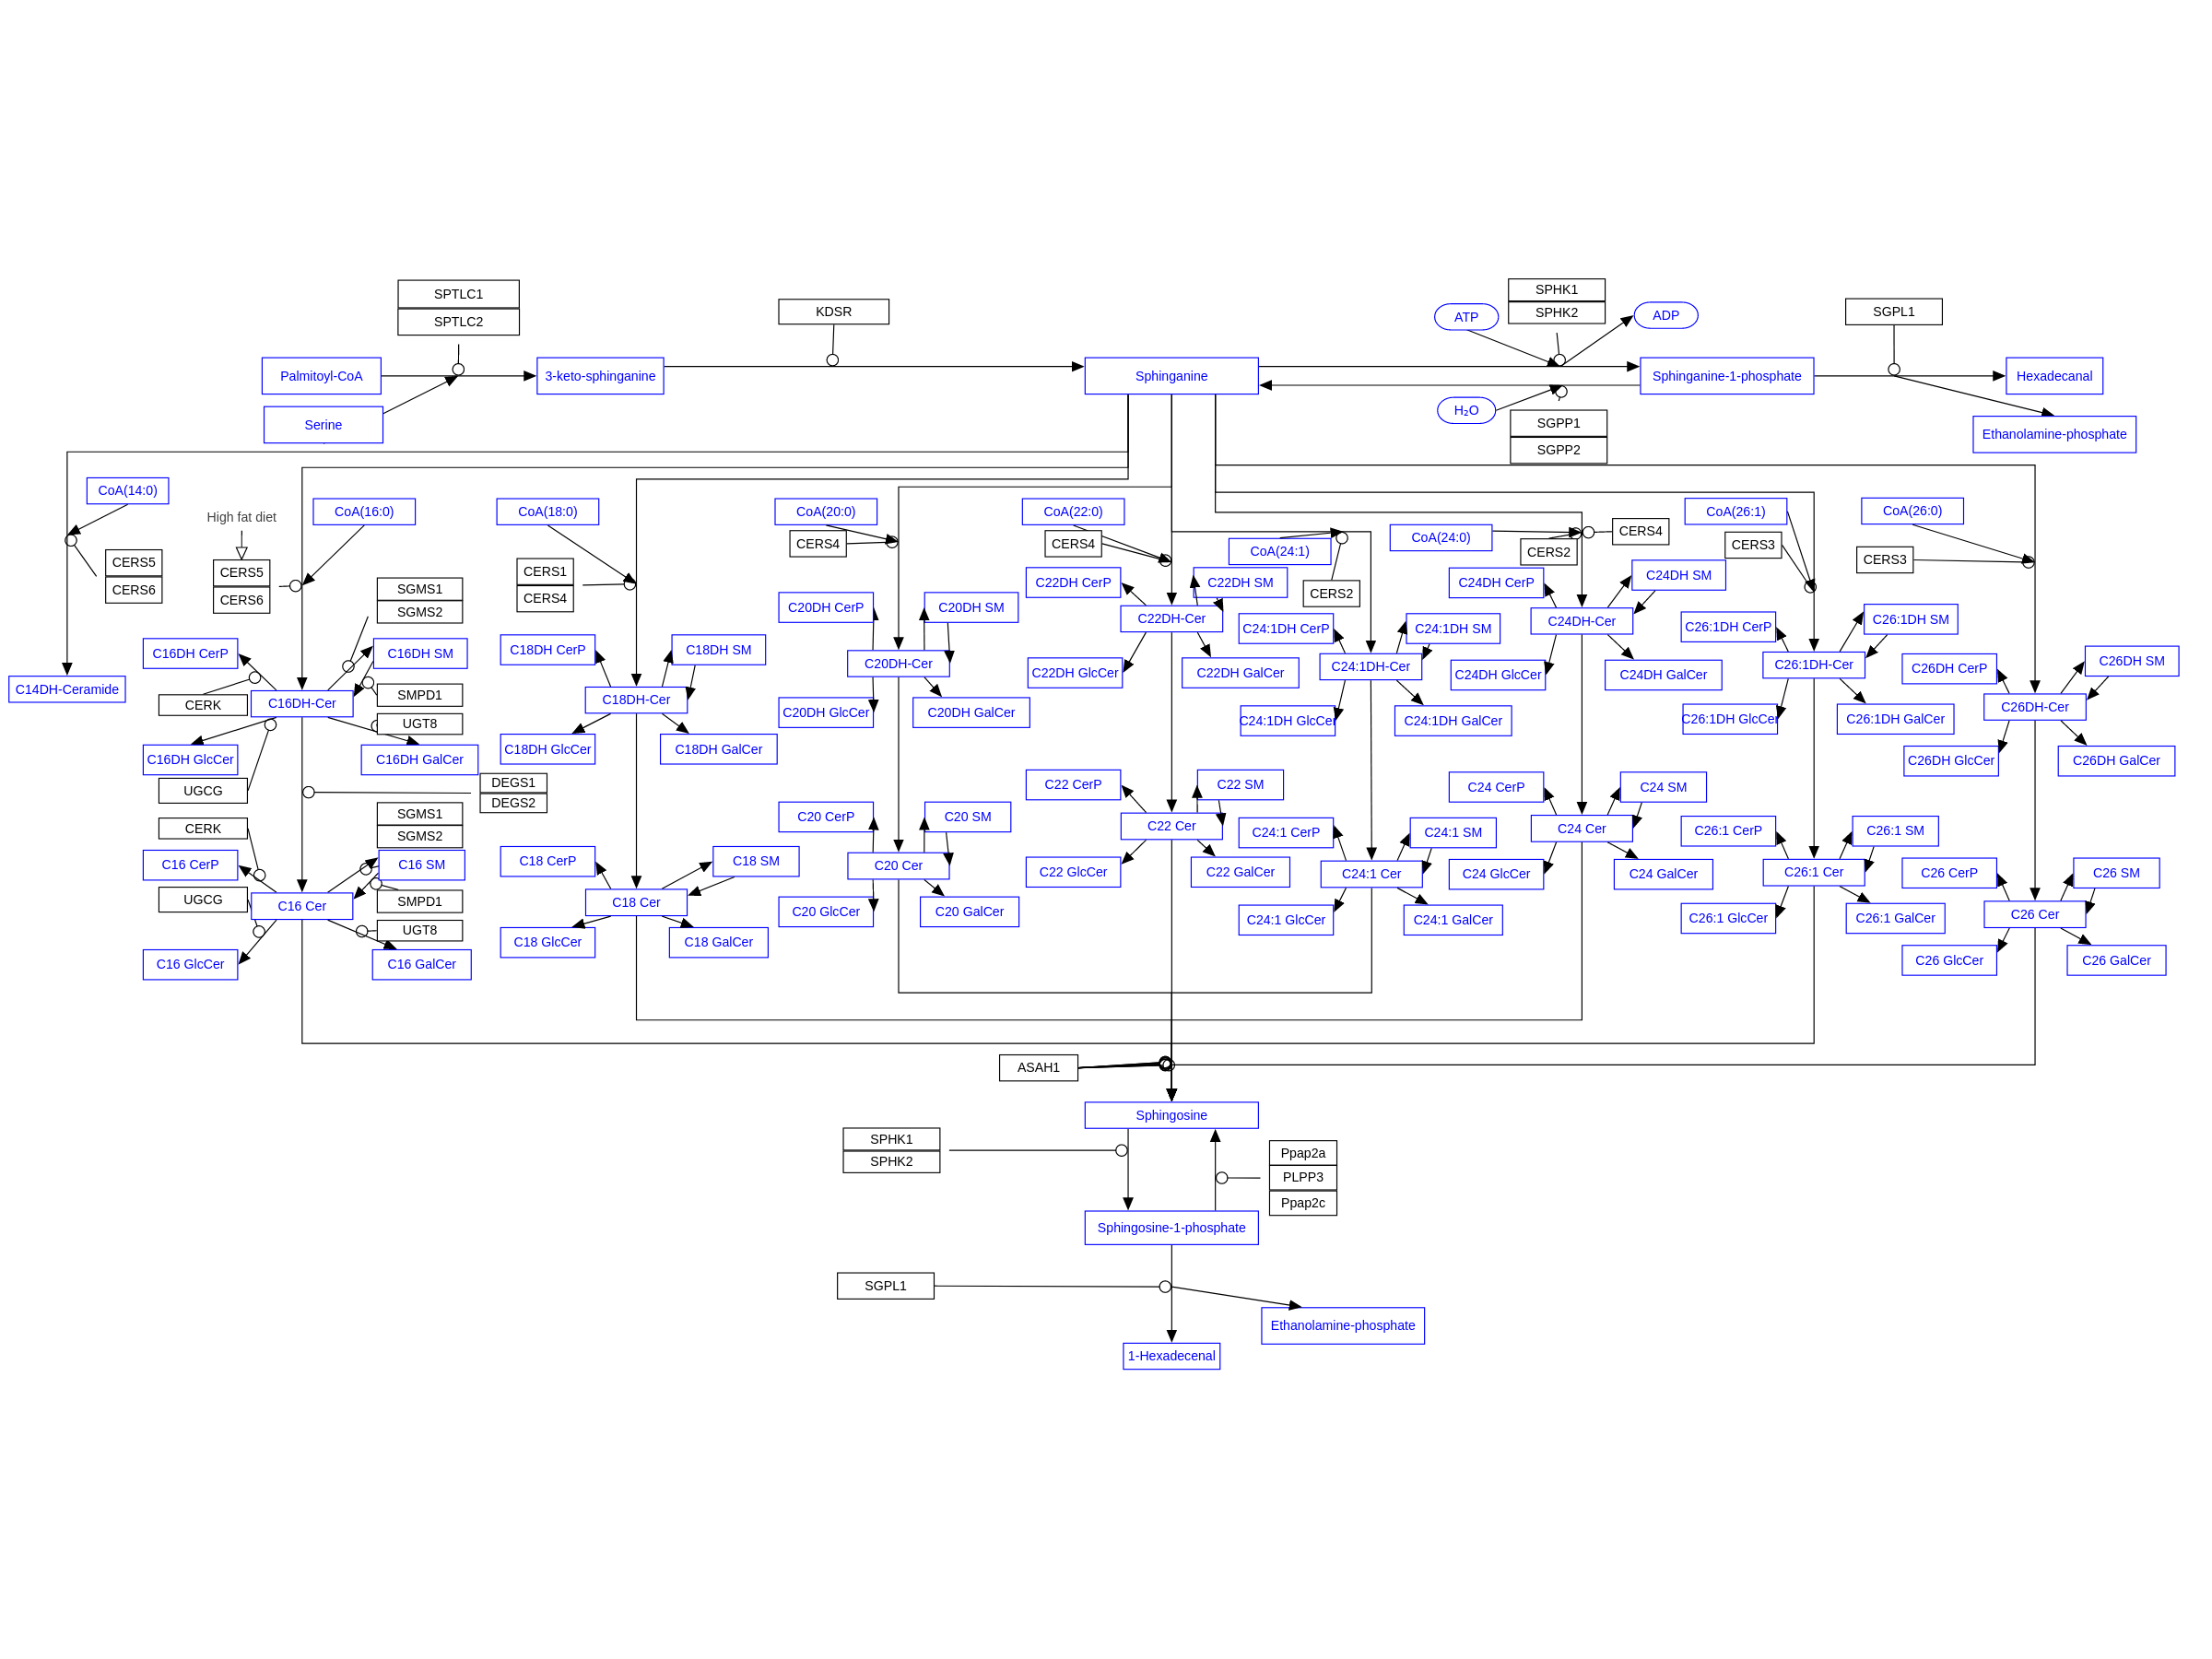 SPTLC1
SPTLC2
KDSR
SPHK1
SPHK2
ATP
ADP
SGPL1
Palmitoyl-CoA
3-keto-sphinganine
Sphinganine
Sphinganine-1-phosphate
Hexadecanal
Serine
H₂O
SGPP1
SGPP2
Ethanolamine-phosphate
CoA(14:0)
High fat diet
CoA(16:0)
CoA(18:0)
CoA(20:0)
CoA(22:0)
CoA(24:1)
CoA(24:0)
CoA(26:1)
CoA(26:0)
CERS5
CERS6
CERS5
CERS6
CERS1
CERS4
CERS4
CERS4
CERS2
CERS2
CERS4
CERS3
CERS3
SGMS1
SGMS2
C16DH CerP
C16DH SM
CERK
C16DH-Cer
SMPD1
UGT8
C16DH GlcCer
C16DH GalCer
UGCG
C14DH-Ceramide
C18DH CerP
C18DH SM
C18DH-Cer
C18DH GlcCer
C18DH GalCer
C20DH CerP
C20DH SM
C20DH-Cer
C20DH GlcCer
C20DH GalCer
C22DH CerP
C22DH SM
C22DH-Cer
C22DH GlcCer
C22DH GalCer
C24:1DH CerP
C24:1DH SM
C24:1DH-Cer
C24:1DH GlcCer
C24:1DH GalCer
C24DH CerP
C24DH SM
C24DH-Cer
C24DH GlcCer
C24DH GalCer
C26:1DH CerP
C26:1DH SM
C26:1DH-Cer
C26:1DH GlcCer
C26:1DH GalCer
C26DH CerP
C26DH SM
C26DH-Cer
C26DH GlcCer
C26DH GalCer
DEGS1
DEGS2
CERK
SGMS1
SGMS2
C16 CerP
C16 SM
UGCG
C16 Cer
SMPD1
UGT8
C16 GlcCer
C16 GalCer
C18 CerP
C18 SM
C18 Cer
C18 GlcCer
C18 GalCer
C20 CerP
C20 SM
C20 Cer
C20 GlcCer
C20 GalCer
C22 CerP
C22 SM
C22 Cer
C22 GlcCer
C22 GalCer
C24:1 CerP
C24:1 SM
C24:1 Cer
C24:1 GlcCer
C24:1 GalCer
C24 CerP
C24 SM
C24 Cer
C24 GlcCer
C24 GalCer
C26:1 CerP
C26:1 SM
C26:1 Cer
C26:1 GlcCer
C26:1 GalCer
C26 CerP
C26 SM
C26 Cer
C26 GlcCer
C26 GalCer
ASAH1
Sphingosine
SPHK1
SPHK2
Ppap2a
PLPP3
Ppap2c
Sphingosine-1-phosphate
SGPL1
Ethanolamine-phosphate
1-Hexadecenal